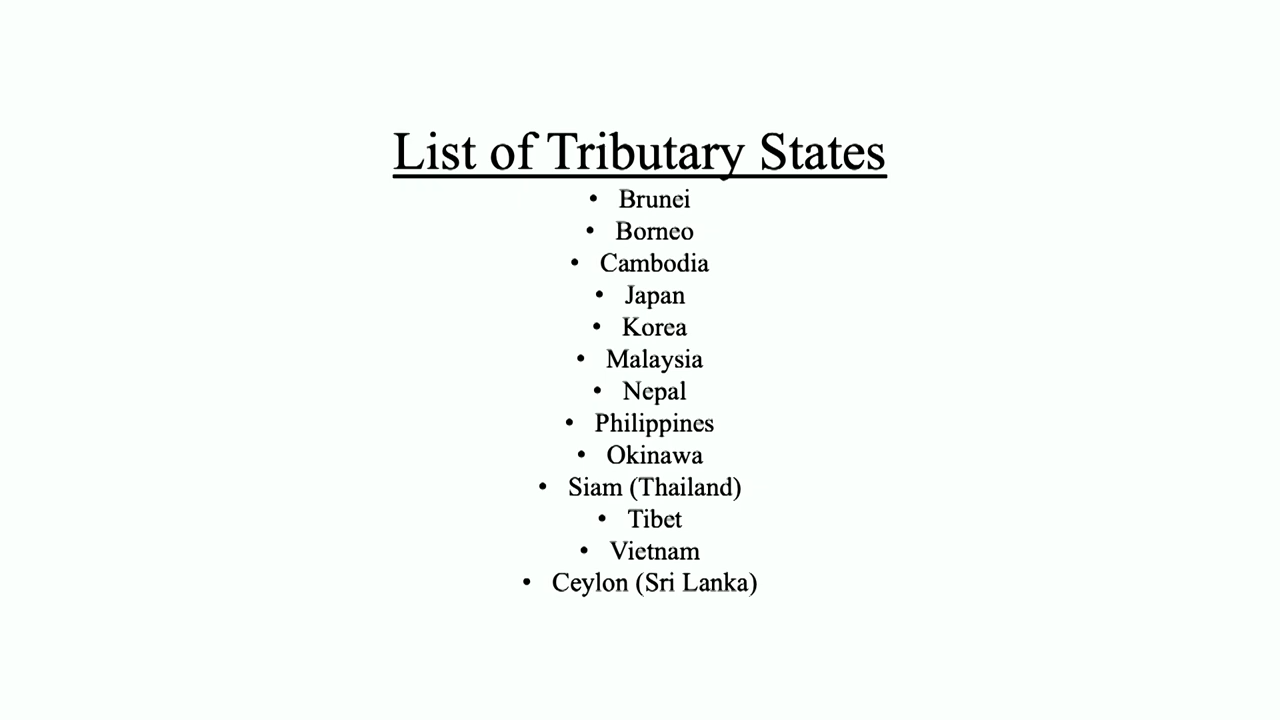 List of Tributary States
• Brunei
• Borneo
• Cambodia
• Japan
• Korea
• Malaysia
• Nepal
• Philippines
• Okinawa
• Siam (Thailand)
• Tibet
• Vietnam
• Ceylon (Sri Lanka)